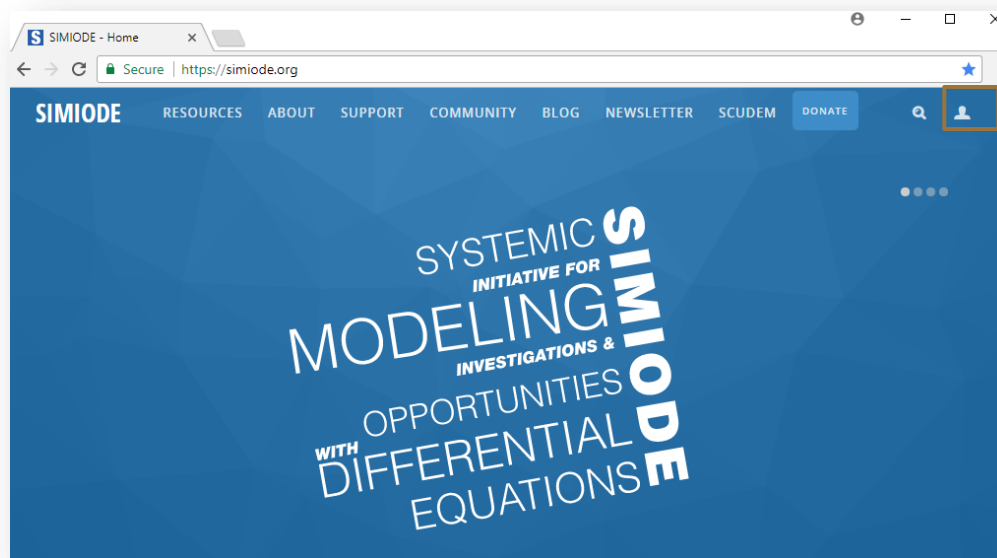 SIMIODE - Home
Secure | https://simiode.org
SIMIODE RESOURCES ABOUT SUPPORT COMMUNITY BLOG NEWSLETTER SCUDEM DONATE
SYSTEMIC
INITIATIVE FOR
MODELING
INVESTIGATIONS &
OPPORTUNITIES
WITH
DIFFERENTIAL
EQUATIONS
SIMIODE